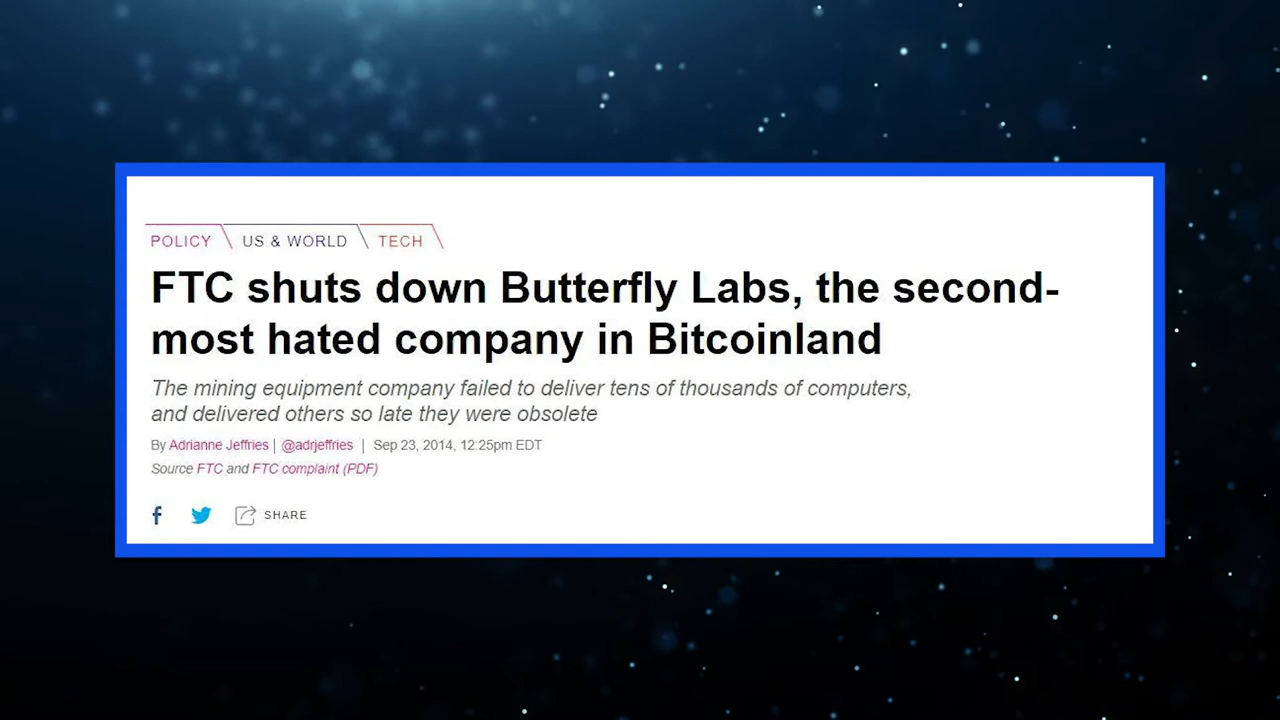 POLICY US & WORLD TECH
FTC shuts down Butterfly Labs, the second-
most hated company in Bitcoinland
The mining equipment company failed to deliver tens of thousands of computers,
and delivered others so late they were obsolete
By Adrianne Jeffries | @adrjeffries | Sep 23, 2014, 12:25pm EDT
Source FTC and FTC complaint (PDF)
SHARE